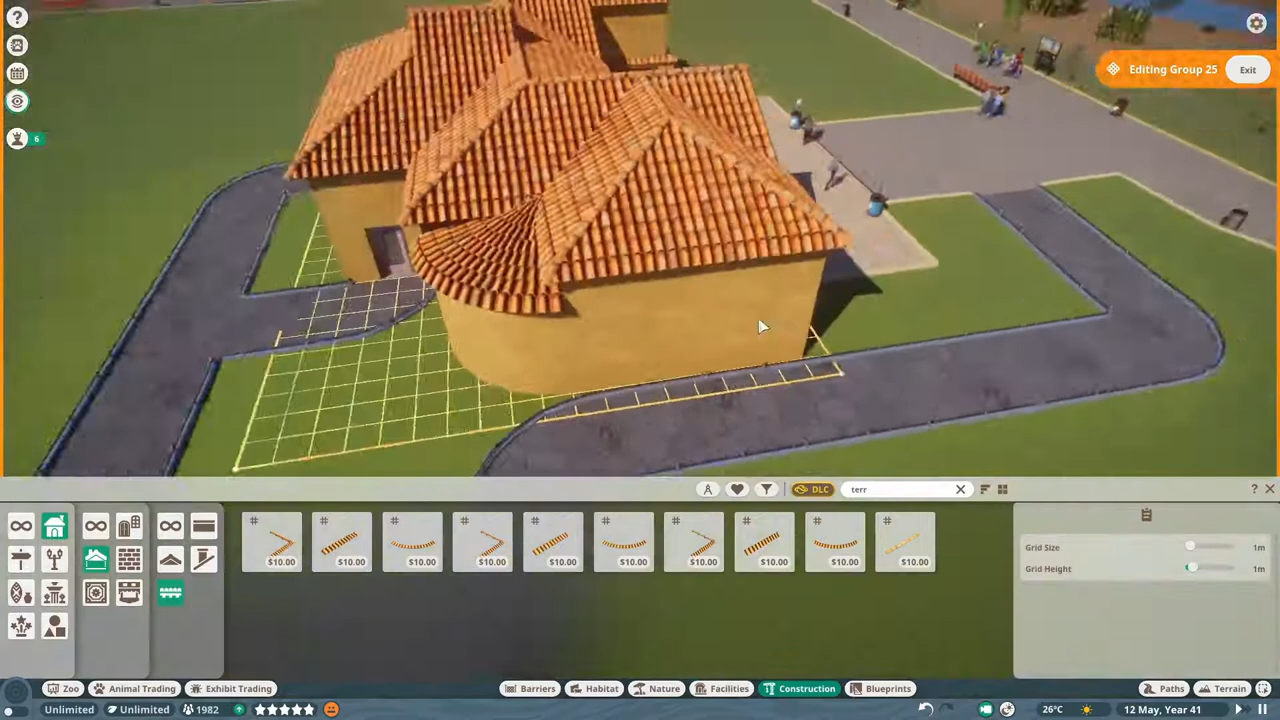 ?
Editing Group 25
Exit
6
DLC
terr
?
#
#
#
#
#
#
#
#
#
#
$10.00
$10.00
$10.00
$10.00
$10.00
$10.00
$10.00
$10.00
$10.00
$10.00
Grid Size
1m
Grid Height
1m
Zoo
Animal Trading
Exhibit Trading
Barriers
Habitat
Nature
Facilities
Construction
Blueprints
Paths
Terrain
Unlimited
Unlimited
1982
26°C
12 May, Year 41